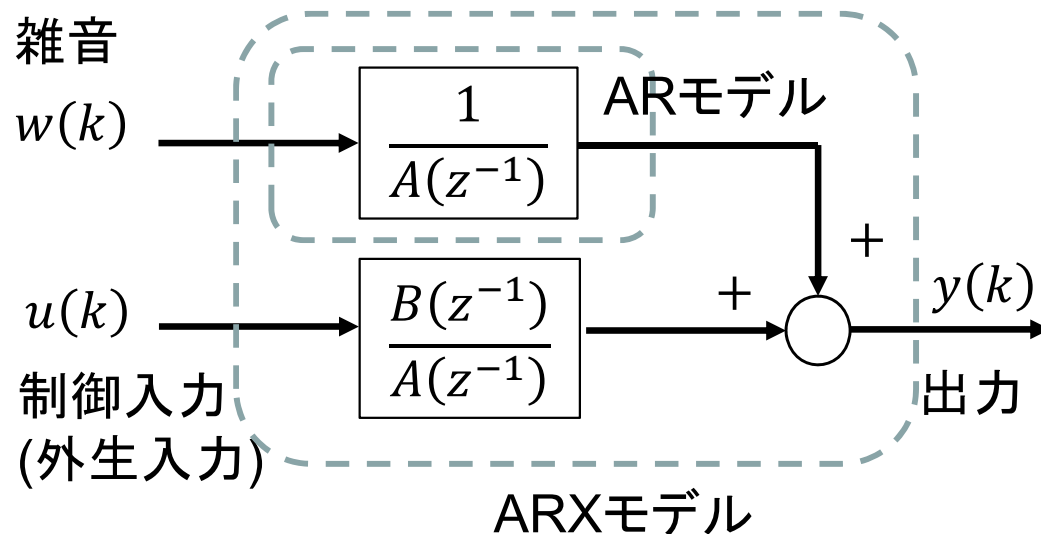 雑音
w(k)
1
A(z⁻¹)
ARモデル
+
u(k)
B(z⁻¹)
A(z⁻¹)
+
y(k)
制御入力
(外生入力)
出力
ARXモデル